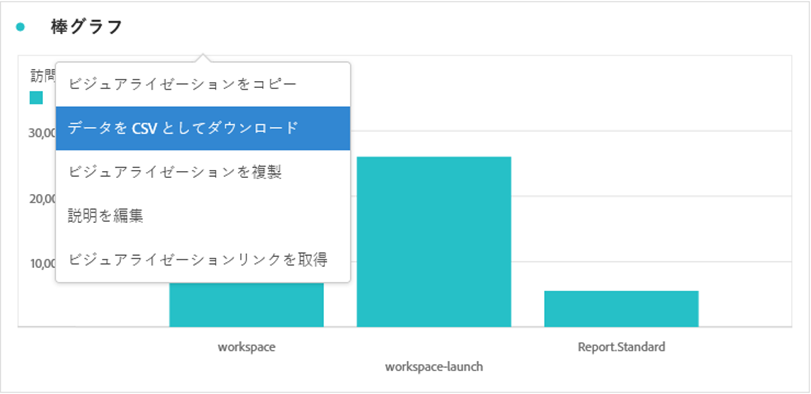 棒グラフ
訪問
ビジュアライゼーションをコピー
データを CSV としてダウンロード
ビジュアライゼーションを複製
説明を編集
ビジュアライゼーションリンクを取得
30,00
20,00
10,00
workspace
workspace-launch
Report.Standard